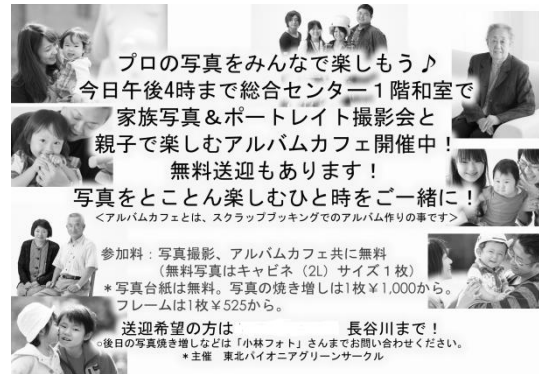 プロの写真をみんなで楽しもう♪
今日午後4時まで総合センター１階和室で
家族写真＆ポートレイト撮影会と
親子で楽しむアルバムカフェ開催中！
無料送迎もあります！
写真をとことん楽しむひと時をご一緒に！
＜アルバムカフェとは、スクラップブッキングでのアルバム作りの事です＞
参加料：写真撮影、アルバムカフェ共に無料
（無料写真はキャビネ（2L）サイズ１枚）
＊写真台紙は無料。写真の焼き増しは1枚￥1,000から。
フレームは1枚￥525から。
送迎希望の方は 長谷川まで！
○後日の写真焼き増しなどは「小林フォト」さんまでお問い合わせください。
＊主催　東北パイオニアグリーンサークル